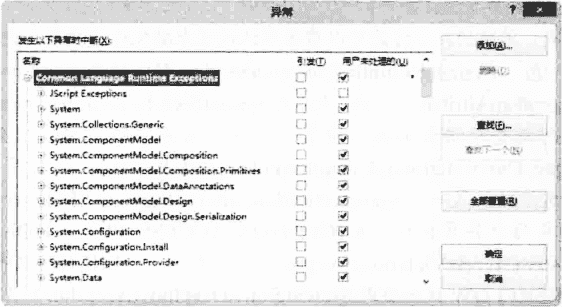 异常
?
发生以下异常时中断(X):
名称 引发(T) 用户未处理的(U)
Common Language Runtime Exceptions
JScript Exceptions
System
System.Collections.Generic
System.ComponentModel
System.ComponentModel.Composition
System.ComponentModel.Composition.Primitives
System.ComponentModel.DataAnnotations
System.ComponentModel.Design
System.ComponentModel.Design.Serialization
System.Configuration
System.Configuration.Install
System.Configuration.Provider
System.Data
添加(A)...
删除(D)
查找(F)...
查找下一个(N)
全部重置(R)
确定
取消